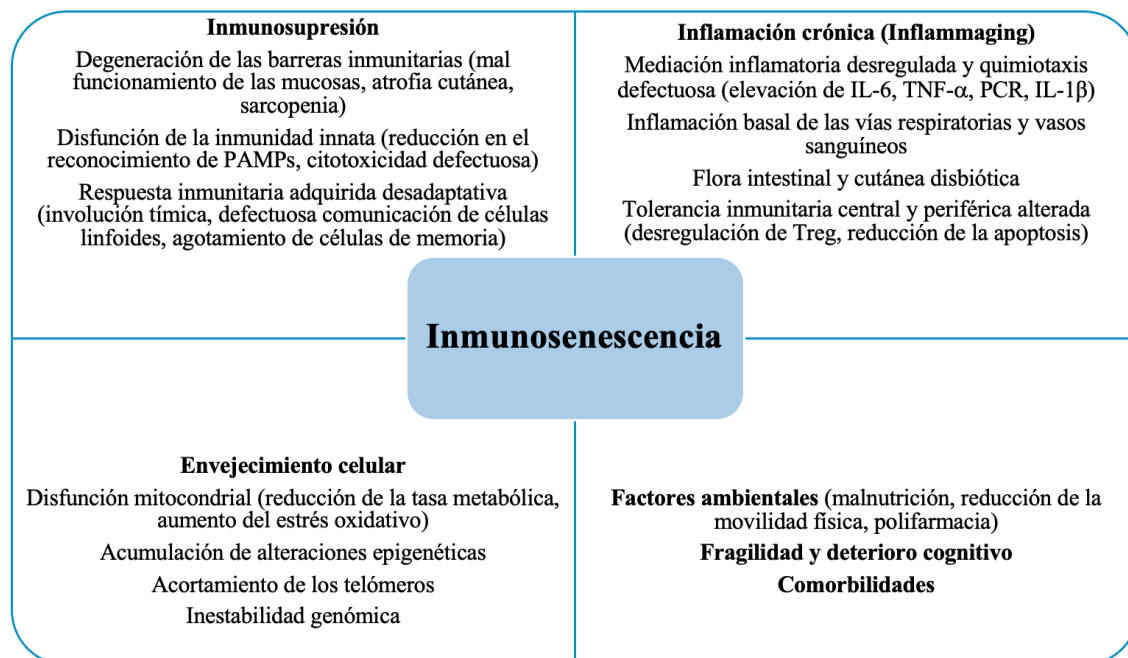 Inmunosupresión
Degeneración de las barreras inmunitarias (mal
funcionamiento de las mucosas, atrofia cutánea,
sarcopenia)
Disfunción de la inmunidad innata (reducción en el
reconocimiento de PAMPs, citotoxicidad defectuosa)
Respuesta inmunitaria adquirida desadaptativa
(involución tímica, defectuosa comunicación de células
linfoides, agotamiento de células de memoria)
Inflamación crónica (Inflammaging)
Mediación inflamatoria desregulada y quimiotaxis
defectuosa (elevación de IL-6, TNF-α, PCR, IL-1β)
Inflamación basal de las vías respiratorias y vasos
sanguíneos
Flora intestinal y cutánea disbiótica
Tolerancia inmunitaria central y periférica alterada
(desregulación de Treg, reducción de la apoptosis)
Inmunosenescencia
Envejecimiento celular
Disfunción mitocondrial (reducción de la tasa metabólica,
aumento del estrés oxidativo)
Acumulación de alteraciones epigenéticas
Acortamiento de los telómeros
Inestabilidad genómica
Factores ambientales (malnutrición, reducción de la
movilidad física, polifarmacia)
Fragilidad y deterioro cognitivo
Comorbilidades